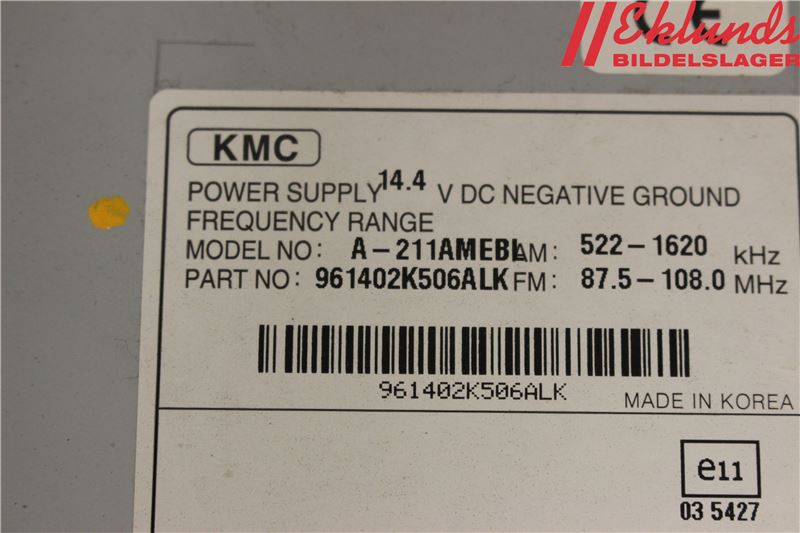 Eklunds
BILDELSLAGER
CE
KMC
POWER SUPPLY 14.4 V DC NEGATIVE GROUND
FREQUENCY RANGE
MODEL NO: A-211AMEBL AM: 522-1620 kHz
PART NO: 961402K506ALK FM: 87.5-108.0 MHz
961402K506ALK
MADE IN KOREA
e11
03 5427